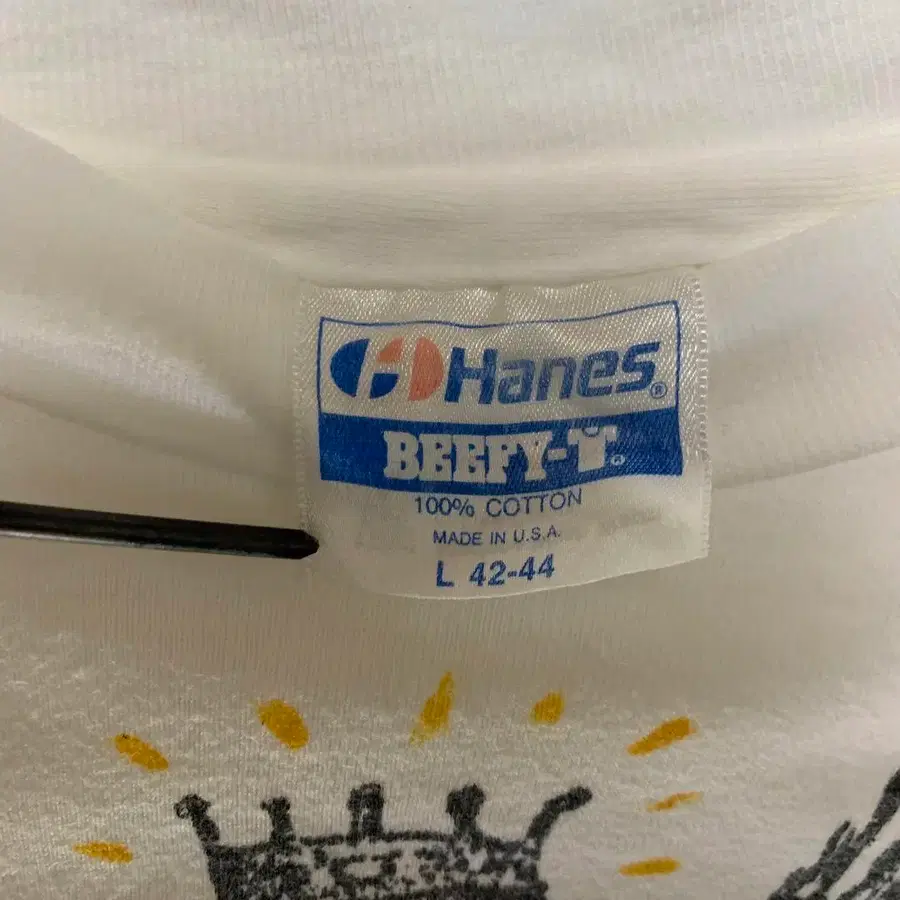 Hanes®
BEEFY-T®
100% COTTON
MADE IN U.S.A.
L 42-44